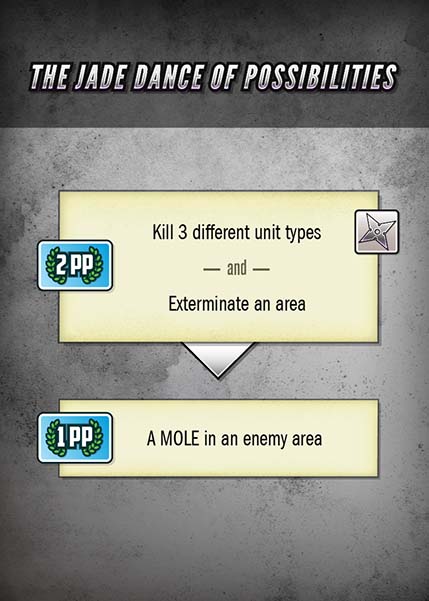 THE JADE DANCE OF POSSIBILITIES
Kill 3 different unit types
2 PP
— and —
Exterminate an area
1 PP
A MOLE in an enemy area